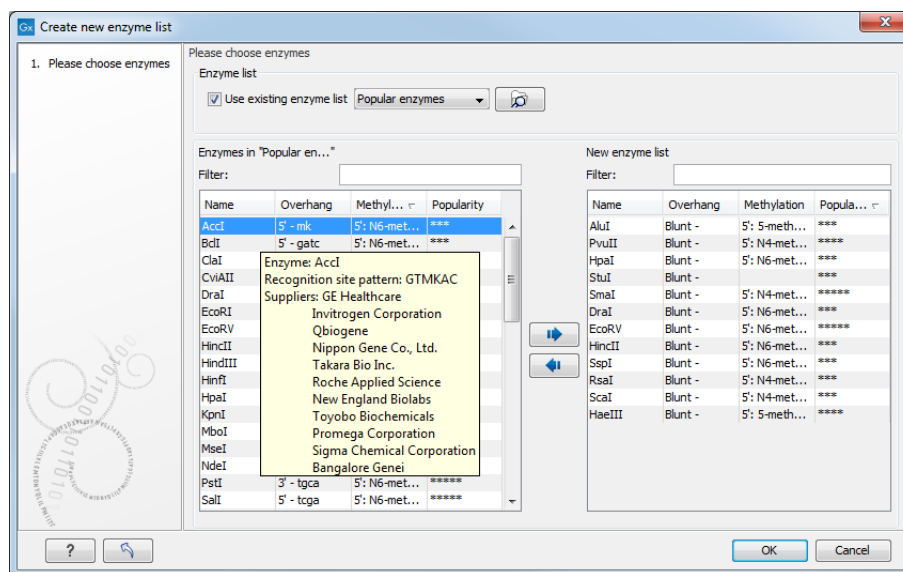 Gx Create new enzyme list
1. Please choose enzymes
Please choose enzymes
Enzyme list
Use existing enzyme list Popular enzymes
Enzymes in "Popular en..."
Filter:
Name Overhang Methyl... Popularity
AccI 5' - mk 5': N6-met... ***
BclI 5' - gatc 5': N6-met... ***
ClaI
CviAII
DraI
EcoRI
EcoRV
HincII
HindIII
HinfI
HpaI
KpnI
MboI
MseI
NdeI
PstI 3' - tgca 5': N6-met... *****
SalI 5' - tcga 5': N6-met... *****
Enzyme: AccI
Recognition site pattern: GTMKAC
Suppliers: GE Healthcare
Invitrogen Corporation
Qbiogene
Nippon Gene Co., Ltd.
Takara Bio Inc.
Roche Applied Science
New England Biolabs
Toyobo Biochemicals
Promega Corporation
Sigma Chemical Corporation
Bangalore Genei
New enzyme list
Filter:
Name Overhang Methylation Popula...
AluI Blunt - 5': 5-meth... ***
PvuII Blunt - 5': N4-met... ****
HpaI Blunt - 5': N6-met... ***
StuI Blunt - ***
SmaI Blunt - 5': N4-met... *****
DraI Blunt - 5': N6-met... ***
EcoRV Blunt - 5': N6-met... *****
HincII Blunt - 5': N6-met... ***
SspI Blunt - 5': N6-met... ***
RsaI Blunt - 5': N4-met... ***
ScaI Blunt - 5': N4-met... ***
HaeIII Blunt - 5': 5-meth... ****
?
OK Cancel